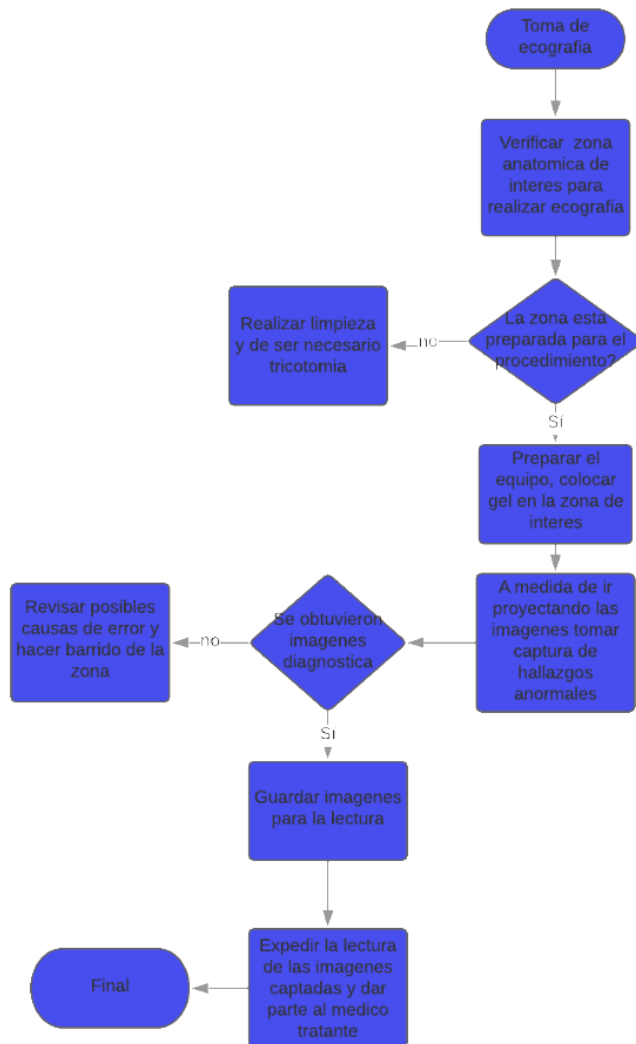 Toma de
ecografia
Verificar zona
anatomica de
interes para
realizar ecografia
La zona esta
preparada para el
procedimiento?
no
Realizar limpieza
y de ser necesario
tricotomia
Sí
Preparar el
equipo, colocar
gel en la zona de
interes
A medida de ir
proyectando las
imagenes tomar
captura de
hallazgos
anormales
Se obtuvieron
imagenes
diagnostica
no
Revisar posibles
causas de error y
hacer barrido de la
zona
Sí
Guardar imagenes
para la lectura
Expedir la lectura
de las imagenes
captadas y dar
parte al medico
tratante
Final